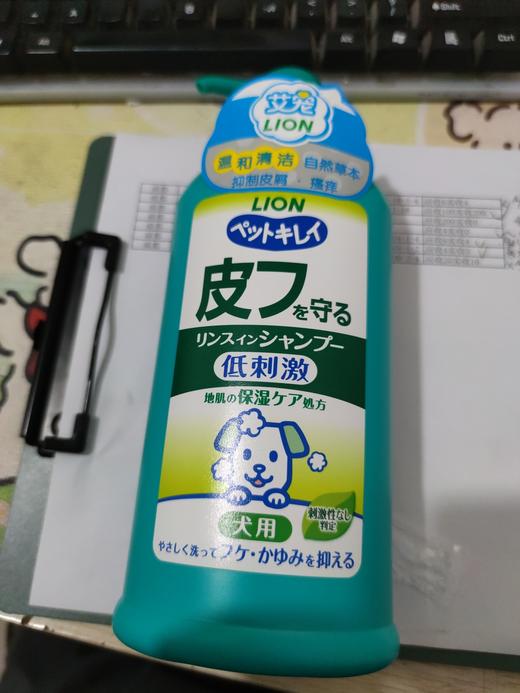 艾宠
LION
温和清洁 自然草本
抑制皮屑·瘙痒
LION
ペットキレイ
皮フを守る
リンスインシャンプー
低刺激
地肌の保湿ケア処方
犬用
刺激性なし
判定
やさしく洗ってフケ・かゆみを抑える